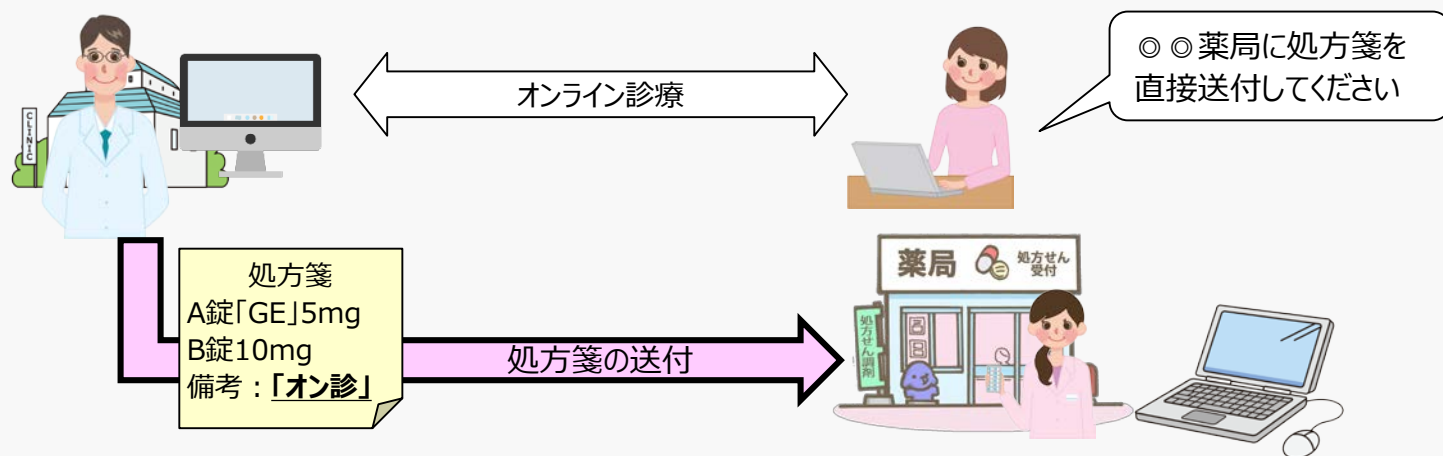 CLINIC
オンライン診療
◎◎薬局に処方箋を
直接送付してください
処方箋
A錠「GE」5mg
B錠10mg
備考：「オン診」
処方箋の送付
薬局
処方せん
受付
処方せん調剤